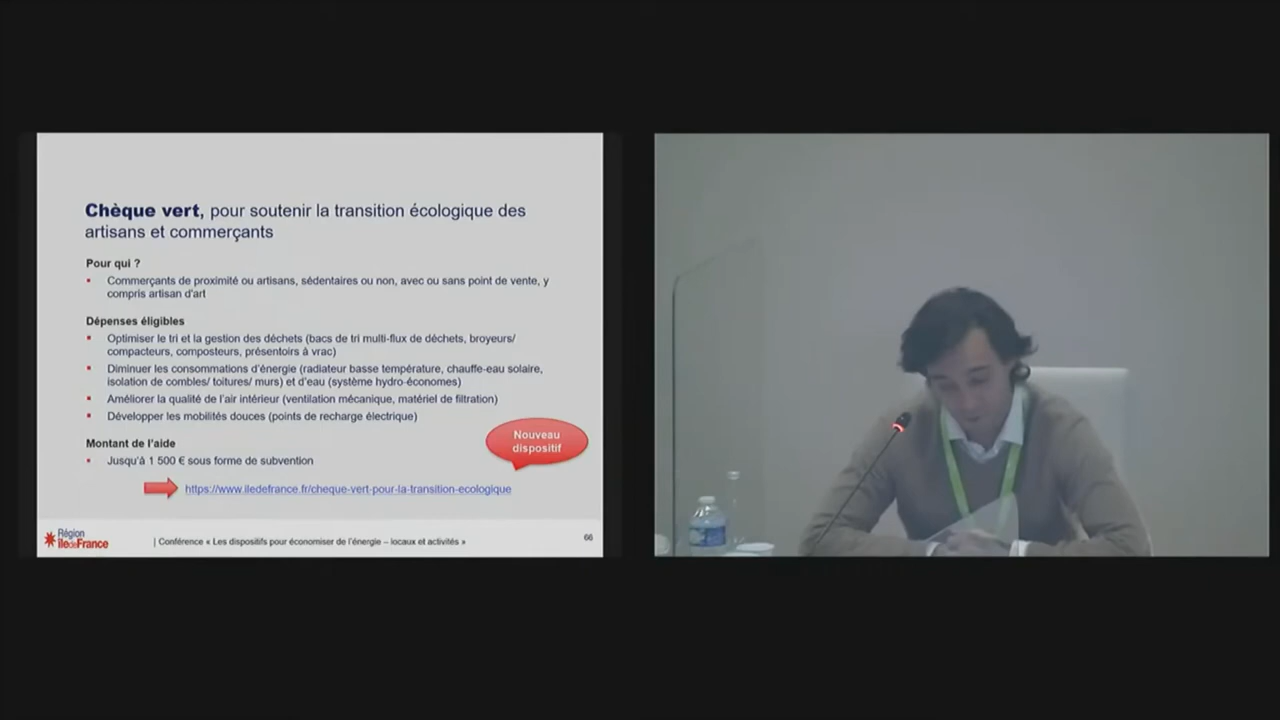 Chèque vert, pour soutenir la transition écologique des
artisans et commerçants
Pour qui ?
Commerçants de proximité ou artisans, sédentaires ou non, avec ou sans point de vente, y
compris artisan d'art
Dépenses éligibles
Optimiser le tri et la gestion des déchets (bacs de tri multi-flux de déchets, broyeurs/
compacteurs, composteurs, présentoirs à vrac)
Diminuer les consommations d'énergie (radiateur basse température, chauffe-eau solaire,
isolation de combles/ toitures/ murs) et d'eau (système hydro-économes)
Améliorer la qualité de l'air intérieur (ventilation mécanique, matériel de filtration)
Développer les mobilités douces (points de recharge électrique)
Montant de l'aide
Jusqu'à 1 500 € sous forme de subvention
Nouveau
dispositif
https://www.iledefrance.fr/cheque-vert-pour-la-transition-ecologique
Région
îledeFrance
| Conférence « Les dispositifs pour économiser de l'énergie – locaux et activités »
66